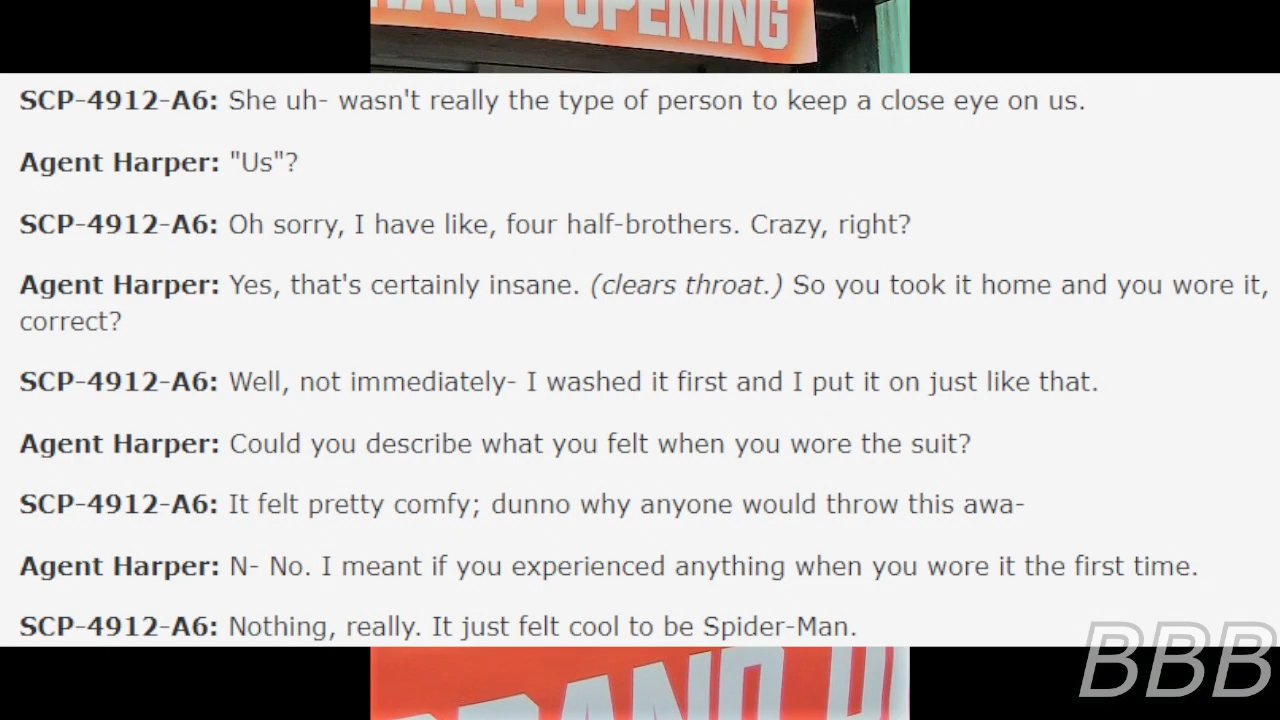 RAND OPENING
SCP-4912-A6: She uh- wasn't really the type of person to keep a close eye on us.
Agent Harper: "Us"?
SCP-4912-A6: Oh sorry, I have like, four half-brothers. Crazy, right?
Agent Harper: Yes, that's certainly insane. (clears throat.) So you took it home and you wore it,
correct?
SCP-4912-A6: Well, not immediately- I washed it first and I put it on just like that.
Agent Harper: Could you describe what you felt when you wore the suit?
SCP-4912-A6: It felt pretty comfy; dunno why anyone would throw this awa-
Agent Harper: N- No. I meant if you experienced anything when you wore it the first time.
SCP-4912-A6: Nothing, really. It just felt cool to be Spider-Man.
BBB